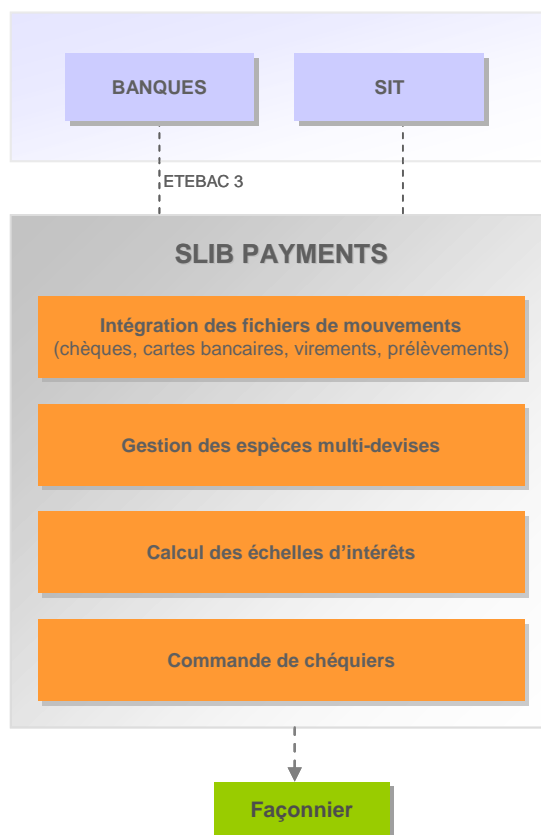 BANQUES
SIT
ETEBAC 3
SLIB PAYMENTS
Intégration des fichiers de mouvements
(chèques, cartes bancaires, virements, prélèvements)
Gestion des espèces multi-devises
Calcul des échelles d’intérêts
Commande de chéquiers
Façonnier